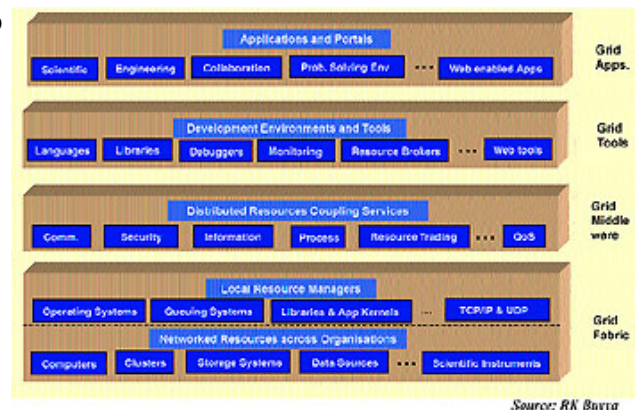 Applications and Portals
Scientific Engineering Collaboration Prob. Solving Env ... Web enabled Apps
Grid
Apps.
Development Environments and Tools
Languages Libraries Debuggers Monitoring Resource Brokers ... Web tools
Grid
Tools
Distributed Resources Coupling Services
Comm. Security Information Process Resource Trading ... QoS
Grid
Middle
ware
Local Resource Managers
Operating Systems Queuing Systems Libraries & App Kernels ... TCP/IP & UDP
Networked Resources across Organisations
Computers Clusters Storage Systems Data Sources ... Scientific Instruments
Grid
Fabric
Source: RK Buyya